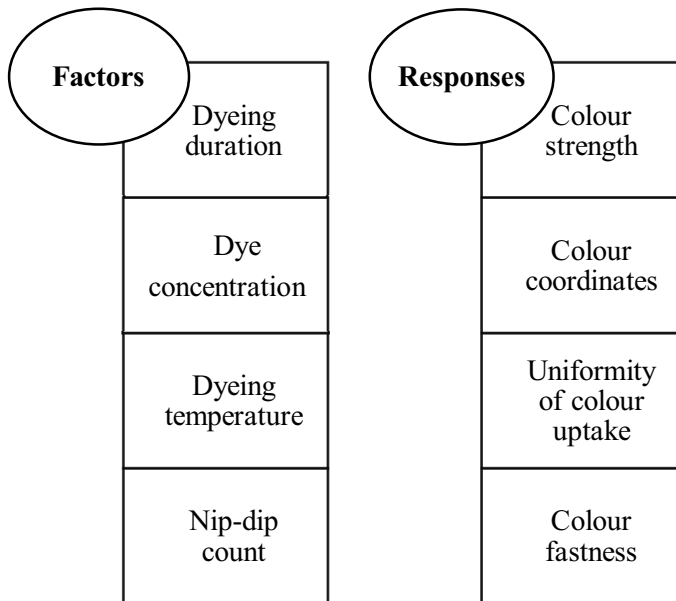 Factors
Dyeing
duration
Dye
concentration
Dyeing
temperature
Nip-dip
count
Responses
Colour
strength
Colour
coordinates
Uniformity
of colour
uptake
Colour
fastness